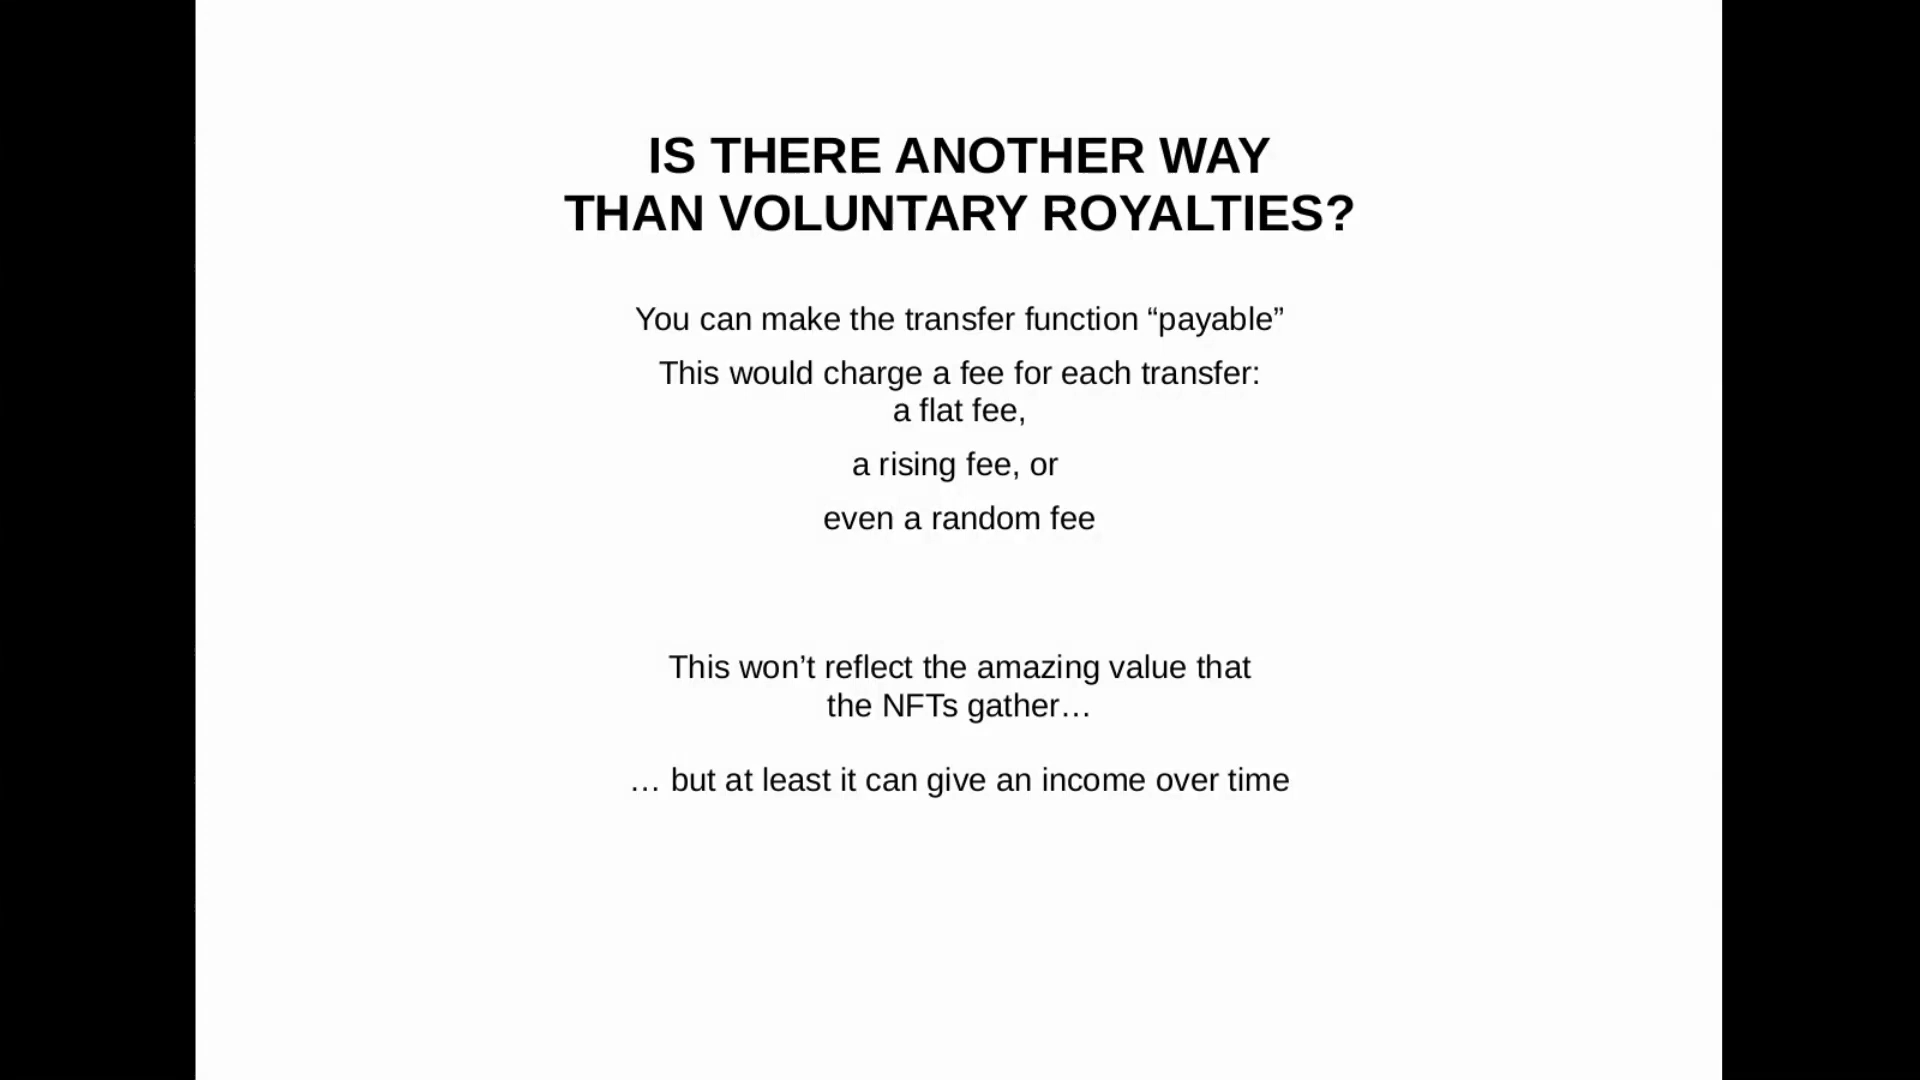 IS THERE ANOTHER WAY
THAN VOLUNTARY ROYALTIES?
You can make the transfer function “payable”
This would charge a fee for each transfer:
a flat fee,
a rising fee, or
even a random fee
This won’t reflect the amazing value that
the NFTs gather…
… but at least it can give an income over time